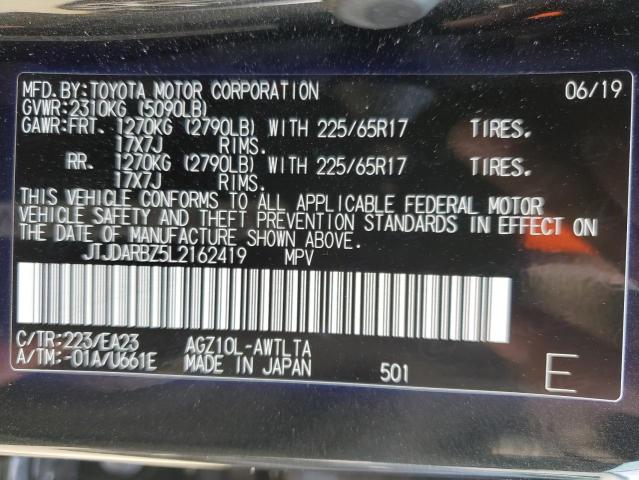 MFD. BY: TOYOTA MOTOR CORPORATION 06/19
GVWR: 2310KG (5090LB)
GAWR: FRT. 1270KG (2790LB) WITH 225/65R17 TIRES.
17X7J RIMS.
RR. 1270KG (2790LB) WITH 225/65R17 TIRES.
17X7J RIMS.
THIS VEHICLE CONFORMS TO ALL APPLICABLE FEDERAL MOTOR
VEHICLE SAFETY AND THEFT PREVENTION STANDARDS IN EFFECT ON
THE DATE OF MANUFACTURE SHOWN ABOVE.
JTJDARBZ5L2162419 MPV
C/TR: 223/EA23 AGZ10L-AWTLTA
A/TM: -01A/U661E MADE IN JAPAN 501 E